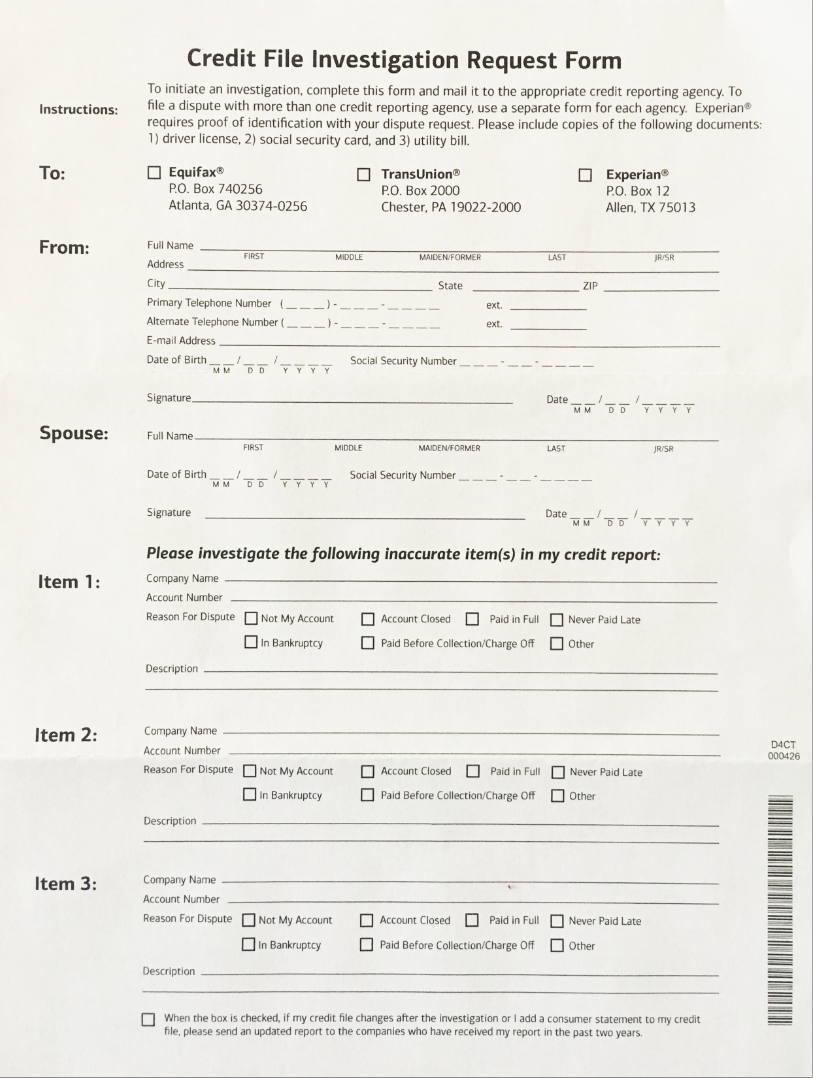 Credit File Investigation Request Form
Instructions:
To initiate an investigation, complete this form and mail it to the appropriate credit reporting agency. To
file a dispute with more than one credit reporting agency, use a separate form for each agency. Experian®
requires proof of identification with your dispute request. Please include copies of the following documents:
1) driver license, 2) social security card, and 3) utility bill.
To:
Equifax®
P.O. Box 740256
Atlanta, GA 30374-0256
TransUnion®
P.O. Box 2000
Chester, PA 19022-2000
Experian®
P.O. Box 12
Allen, TX 75013
From:
Full Name
FIRST MIDDLE MAIDEN/FORMER LAST JR/SR
Address
City State ZIP
Primary Telephone Number (_ _ _) - _ _ _ - _ _ _ _ ext.
Alternate Telephone Number (_ _ _) - _ _ _ - _ _ _ _ ext.
E-mail Address
Date of Birth _ _ / _ _ / _ _ _ _ Social Security Number _ _ _ - _ _ - _ _ _ _
M M D D Y Y Y Y
Signature Date _ _ / _ _ / _ _ _ _
M M D D Y Y Y Y
Spouse:
Full Name
FIRST MIDDLE MAIDEN/FORMER LAST JR/SR
Date of Birth _ _ / _ _ / _ _ _ _ Social Security Number _ _ _ - _ _ - _ _ _ _
M M D D Y Y Y Y
Signature Date _ _ / _ _ / _ _ _ _
M M D D Y Y Y Y
Please investigate the following inaccurate item(s) in my credit report:
Item 1:
Company Name
Account Number
Reason For Dispute Not My Account Account Closed Paid in Full Never Paid Late
In Bankruptcy Paid Before Collection/Charge Off Other
Description
Item 2:
Company Name
Account Number
Reason For Dispute Not My Account Account Closed Paid in Full Never Paid Late
In Bankruptcy Paid Before Collection/Charge Off Other
Description
D4CT
000426
Item 3:
Company Name
Account Number
Reason For Dispute Not My Account Account Closed Paid in Full Never Paid Late
In Bankruptcy Paid Before Collection/Charge Off Other
Description
When the box is checked, if my credit file changes after the investigation or I add a consumer statement to my credit
file, please send an updated report to the companies who have received my report in the past two years.